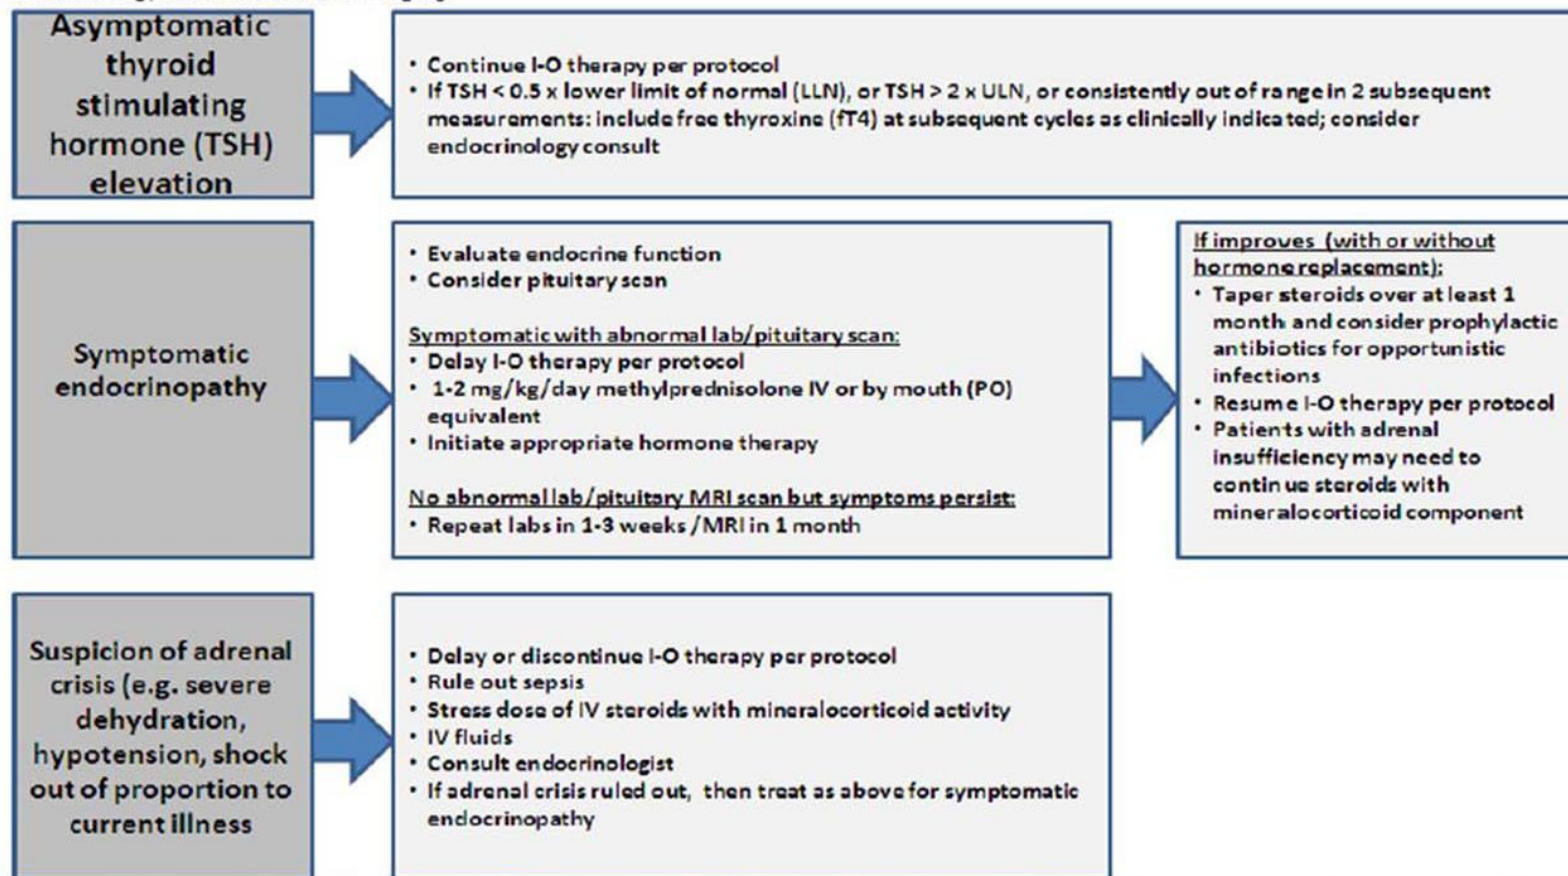 Asymptomatic
thyroid
stimulating
hormone (TSH)
elevation
• Continue I-O therapy per protocol
• If TSH < 0.5 x lower limit of normal (LLN), or TSH > 2 x ULN, or consistently out of range in 2 subsequent
measurements: include free thyroxine (fT4) at subsequent cycles as clinically indicated; consider
endocrinology consult
Symptomatic
endocrinopathy
• Evaluate endocrine function
• Consider pituitary scan
Symptomatic with abnormal lab/pituitary scan:
• Delay I-O therapy per protocol
• 1-2 mg/kg/day methylprednisolone IV or by mouth (PO)
equivalent
• Initiate appropriate hormone therapy
No abnormal lab/pituitary MRI scan but symptoms persist:
• Repeat labs in 1-3 weeks /MRI in 1 month
If improves (with or without
hormone replacement):
• Taper steroids over at least 1
month and consider prophylactic
antibiotics for opportunistic
infections
• Resume I-O therapy per protocol
• Patients with adrenal
insufficiency may need to
continue steroids with
mineralocorticoid component
Suspicion of adrenal
crisis (e.g. severe
dehydration,
hypotension, shock
out of proportion to
current illness
• Delay or discontinue I-O therapy per protocol
• Rule out sepsis
• Stress dose of IV steroids with mineralocorticoid activity
• IV fluids
• Consult endocrinologist
• If adrenal crisis ruled out, then treat as above for symptomatic
endocrinopathy